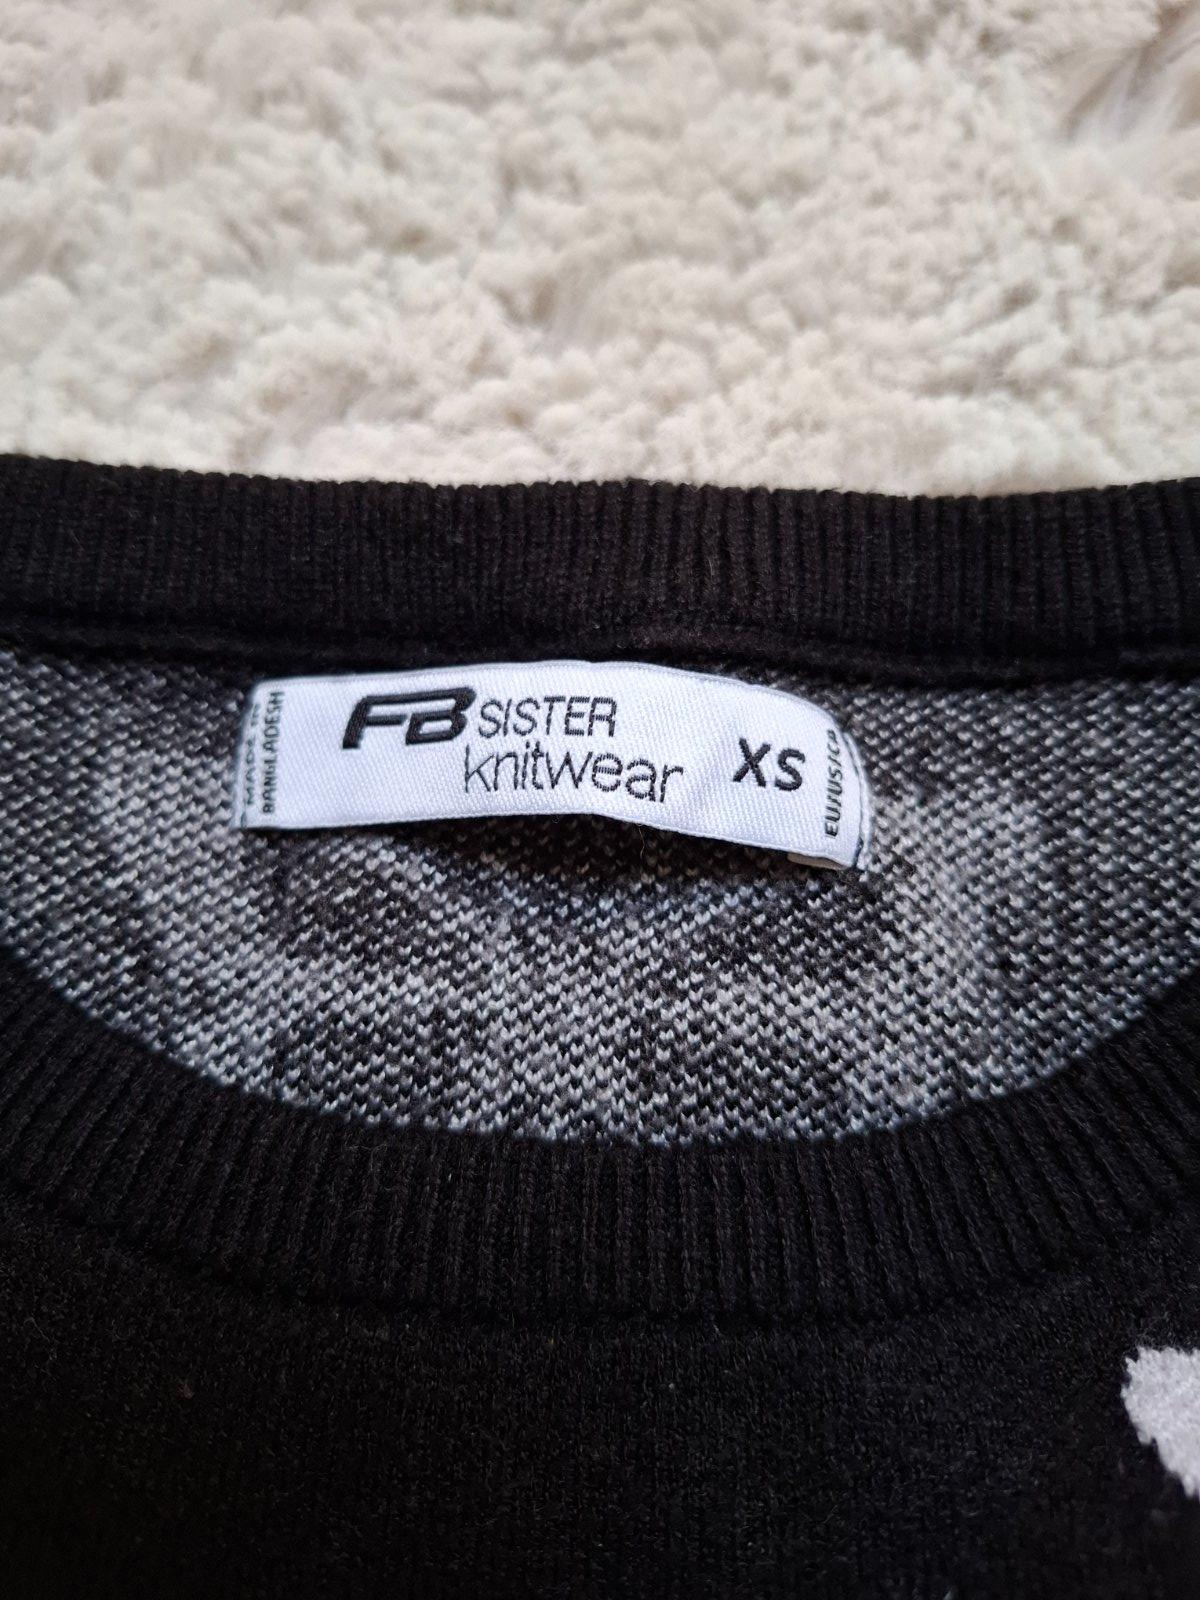 FB SISTER
knitwear
XS
MADE IN
BANGLADESH
EU/US/CA